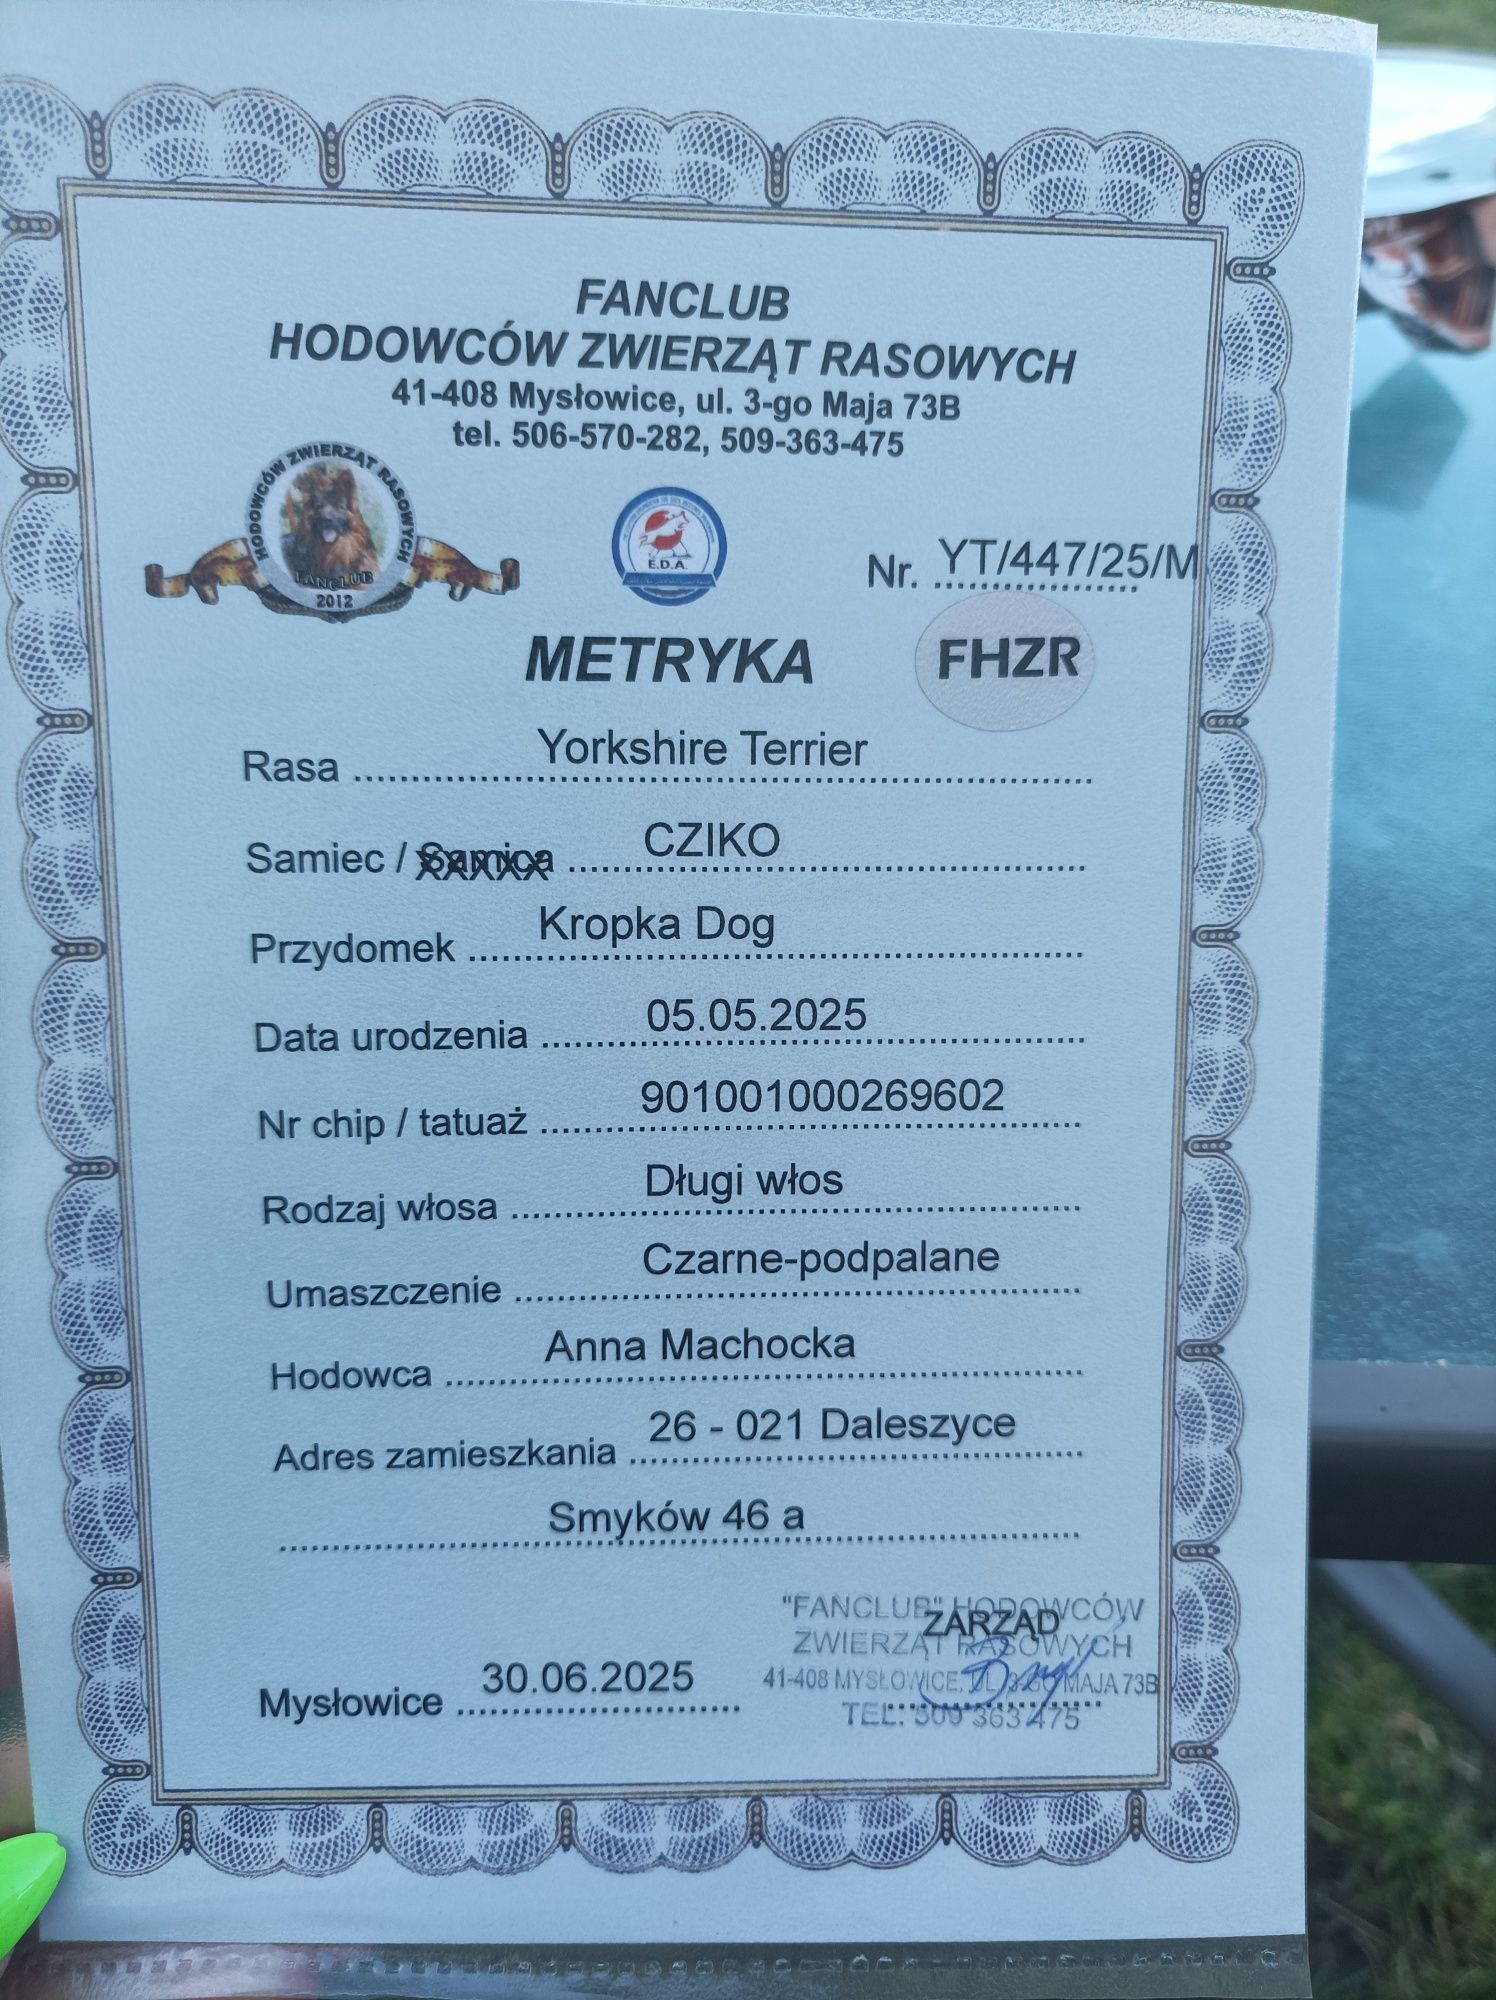 FANCLUB
HODOWCÓW ZWIERZĄT RASOWYCH
41-408 Mysłowice, ul. 3-go Maja 73B
tel. 506-570-282, 509-363-475
HODOWCÓW ZWIERZĄT RASOWYCH
FANCLUB
2012
E.D.A.
Nr. YT/447/25/M
METRYKA
FHZR
Rasa Yorkshire Terrier
Samiec / Samica CZIKO
Przydomek Kropka Dog
Data urodzenia 05.05.2025
Nr chip / tatuaż 901001000269602
Rodzaj włosa Długi włos
Umaszczenie Czarne-podpalane
Hodowca Anna Machocka
Adres zamieszkania 26 - 021 Daleszyce
Smyków 46 a
"FANCLUB" HODOWCÓW
ZARZĄD
ZWIERZĄT RASOWYCH
41-408 MYSŁOWICE, UL. 3-GO MAJA 73B
TEL. 509 363 475
Mysłowice 30.06.2025